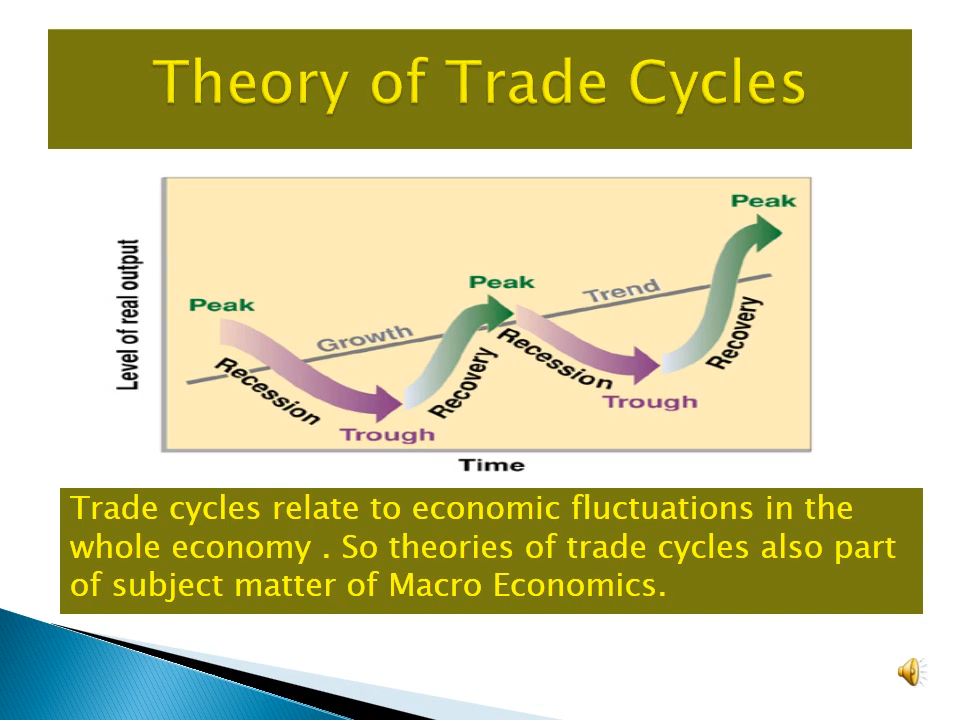 Theory of Trade Cycles
Level of real output
Peak
Recession
Growth
Trough
Recovery
Peak
Recession
Trend
Trough
Recovery
Peak
Time
Trade cycles relate to economic fluctuations in the
whole economy . So theories of trade cycles also part
of subject matter of Macro Economics.